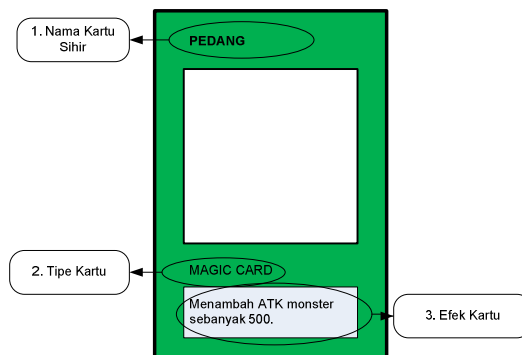 1. Nama Kartu
Sihir
PEDANG
2. Tipe Kartu
MAGIC CARD
Menambah ATK monster
sebanyak 500.
3. Efek Kartu